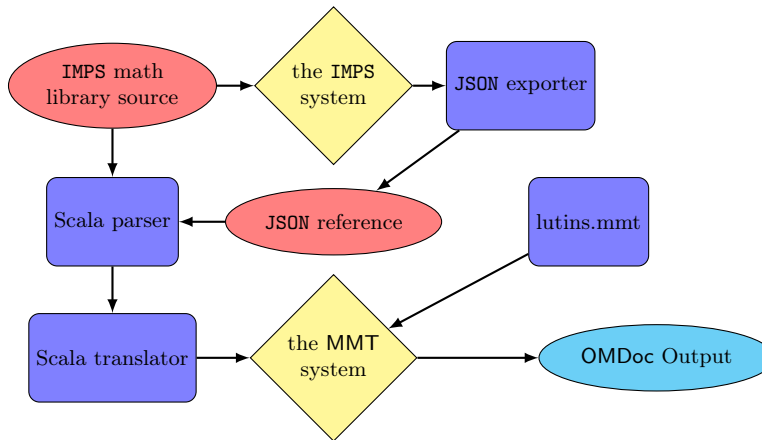 IMPS math
library source
the IMPS
system
JSON exporter
Scala parser
JSON reference
lutins.mmt
Scala translator
the MMT
system
OMDoc Output